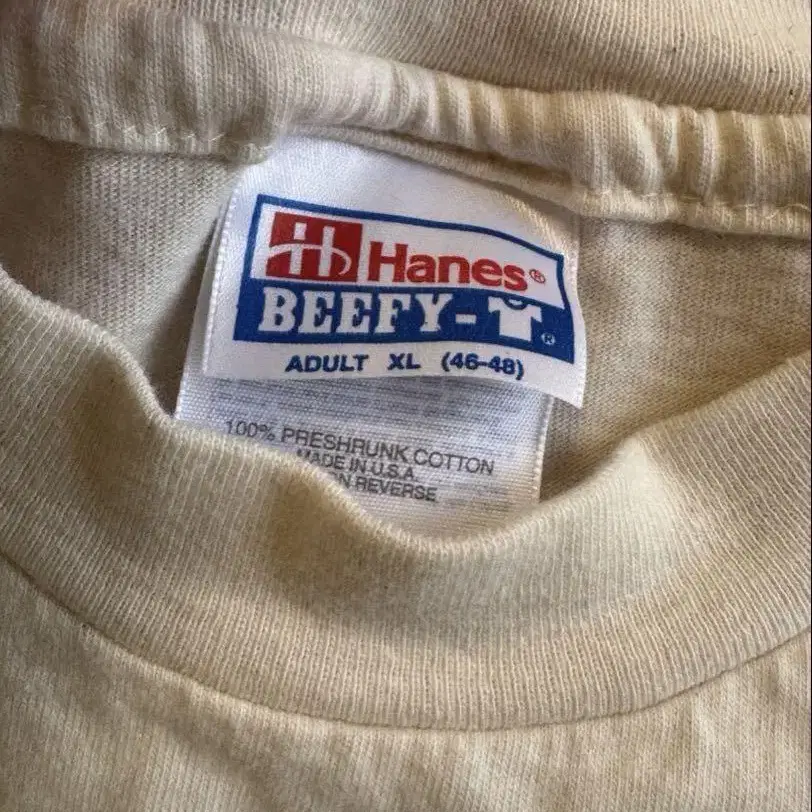 Hanes®
BEEFY-T®
ADULT XL (46-48)
100% PRESHRUNK COTTON
MADE IN U.S.A.
REVERSE